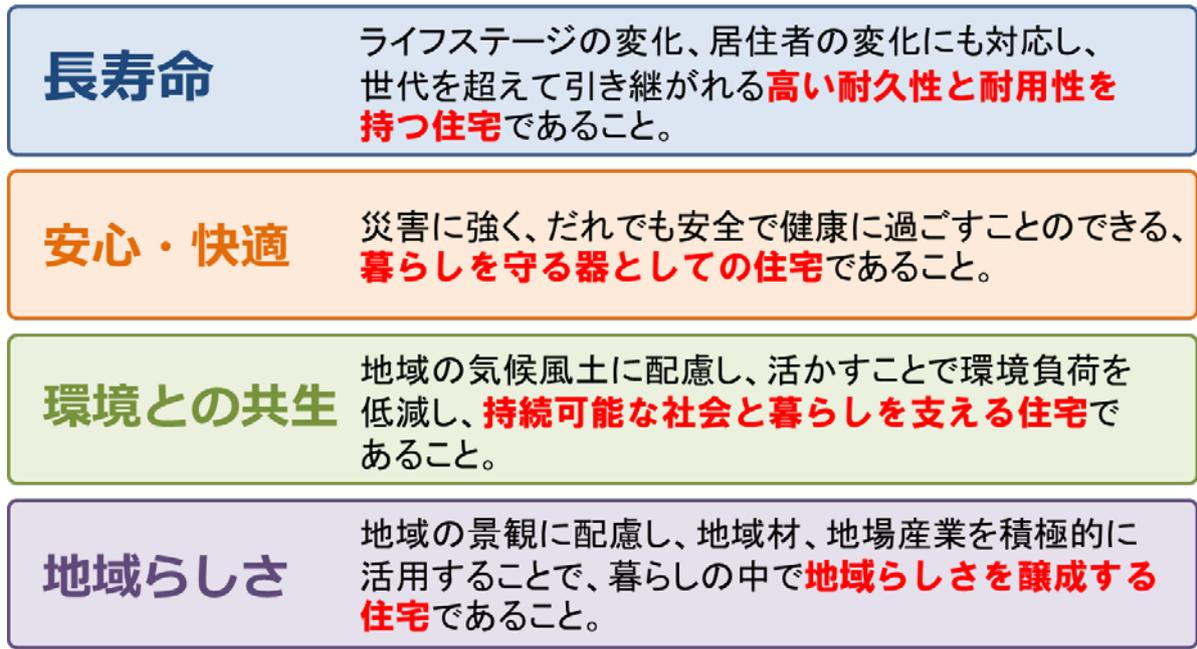 長寿命
ライフステージの変化、居住者の変化にも対応し、
世代を超えて引き継がれる高い耐久性と耐用性を
持つ住宅であること。
安心・快適
災害に強く、だれでも安全で健康に過ごすことのできる、
暮らしを守る器としての住宅であること。
環境との共生
地域の気候風土に配慮し、活かすことで環境負荷を
低減し、持続可能な社会と暮らしを支える住宅で
あること。
地域らしさ
地域の景観に配慮し、地域材、地場産業を積極的に
活用することで、暮らしの中で地域らしさを醸成する
住宅であること。